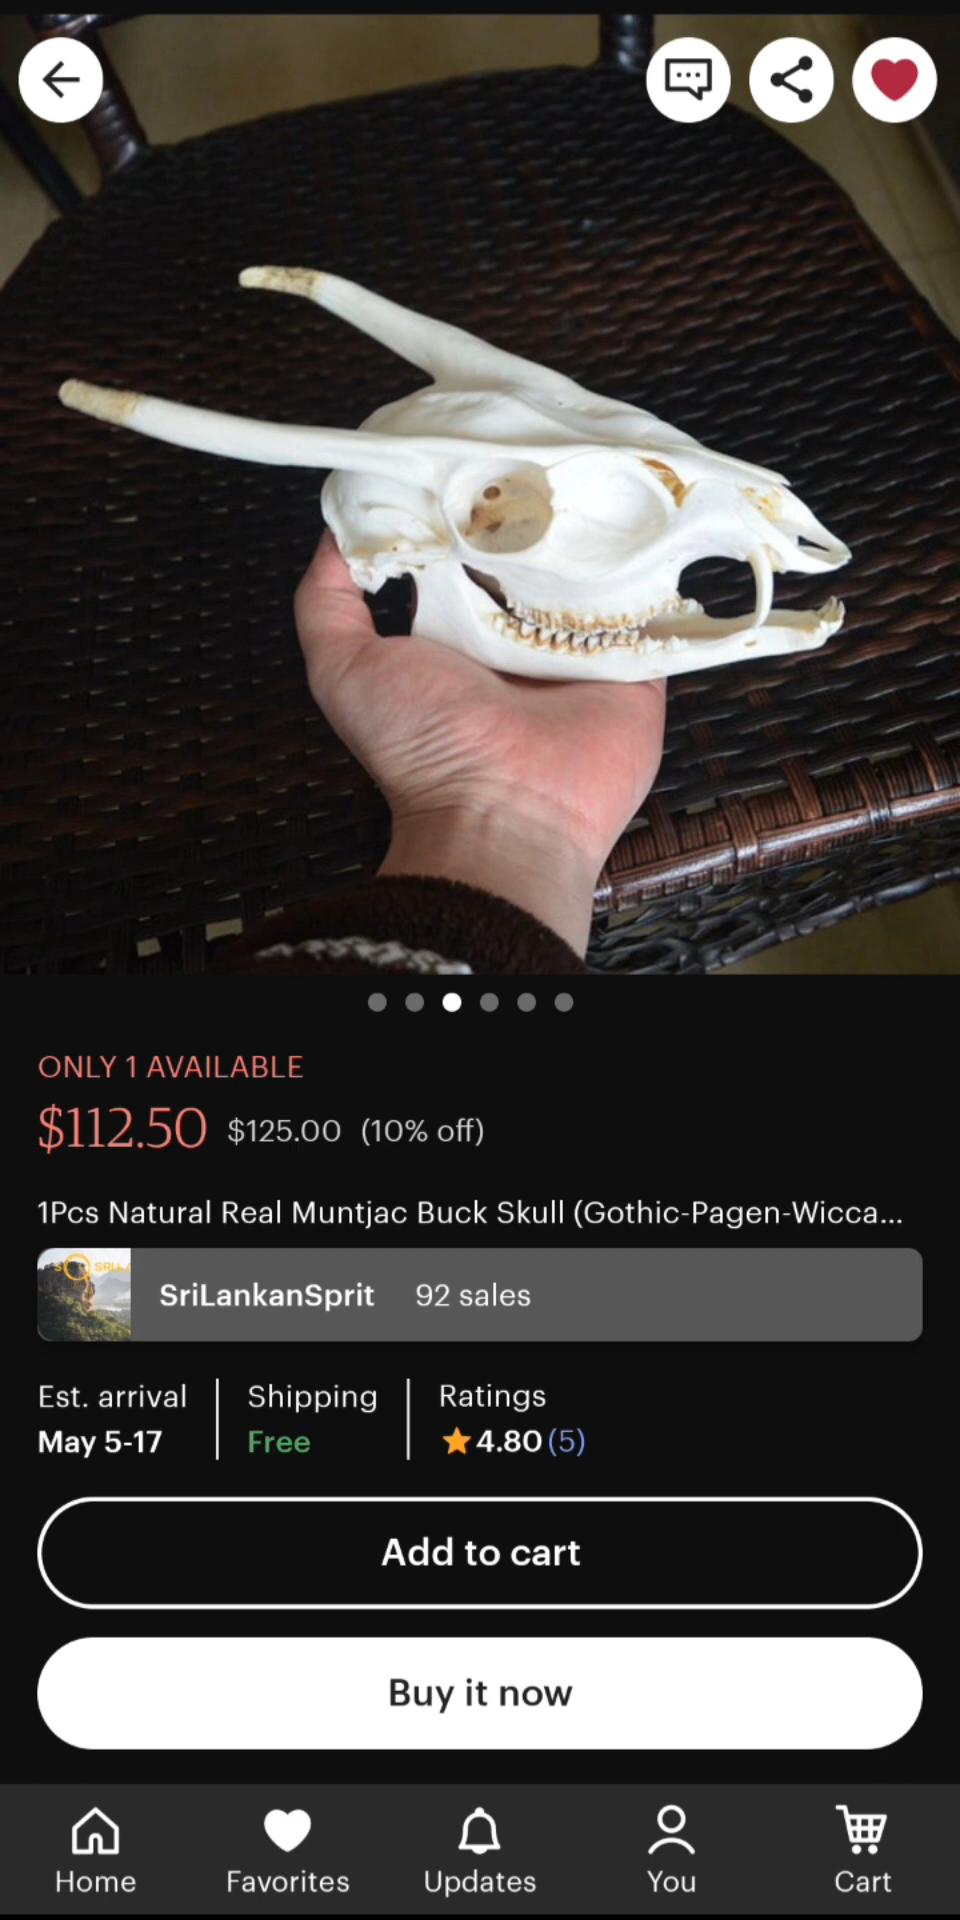 ONLY 1 AVAILABLE
$112.50 $125.00 (10% off)
1Pcs Natural Real Muntjac Buck Skull (Gothic-Pagen-Wicca...
SriLankanSprit 92 sales
Est. arrival Shipping Ratings
May 5-17 Free 4.80 (5)
Add to cart
Buy it now
Home Favorites Updates You Cart